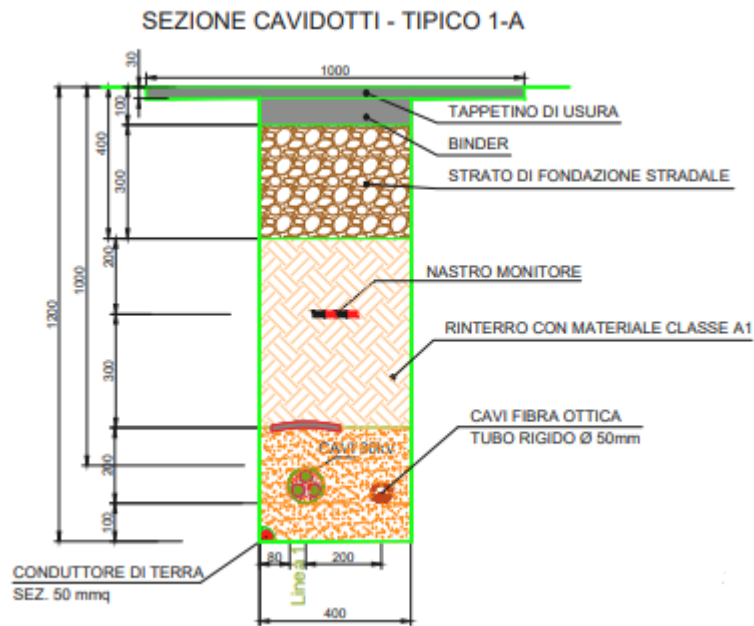 SEZIONE CAVIDOTTI - TIPICO 1-A
30
1000
100
400
300
TAPPETINO DI USURA
BINDER
STRATO DI FONDAZIONE STRADALE
200
1000
1200
NASTRO MONITORE
300
RINTERRO CON MATERIALE CLASSE A1
CAVI FIBRA OTTICA
TUBO RIGIDO Ø 50mm
CAVI 30kV
200
100
80
200
Linea 1
400
CONDUTTORE DI TERRA
SEZ. 50 mmq